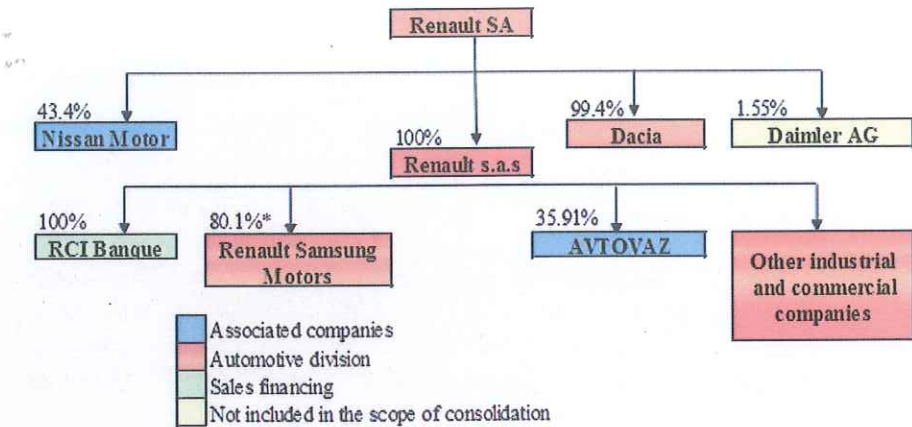 Renault SA
43.4%
Nissan Motor
100%
Renault s.a.s
99.4%
Dacia
1.55%
Daimler AG
100%
RCI Banque
80.1%*
Renault Samsung
Motors
35.91%
AVTOVAZ
Other industrial
and commercial
companies
Associated companies
Automotive division
Sales financing
Not included in the scope of consolidation